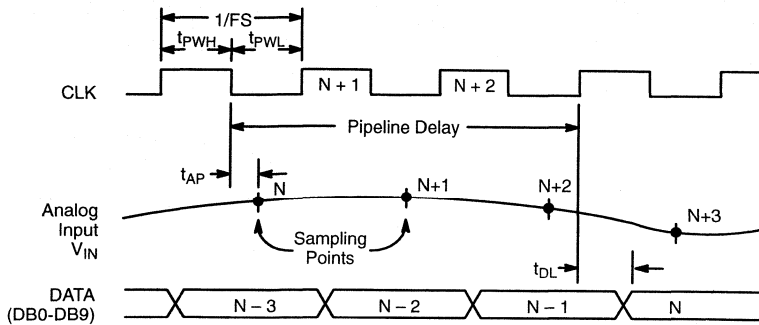 1/FS
tPWH tPWL
CLK
N + 1
N + 2
Pipeline Delay
tAP
N
N+1
N+2
N+3
Analog
Input
VIN
Sampling
Points
tDL
DATA
(DB0-DB9)
N – 3
N – 2
N – 1
N